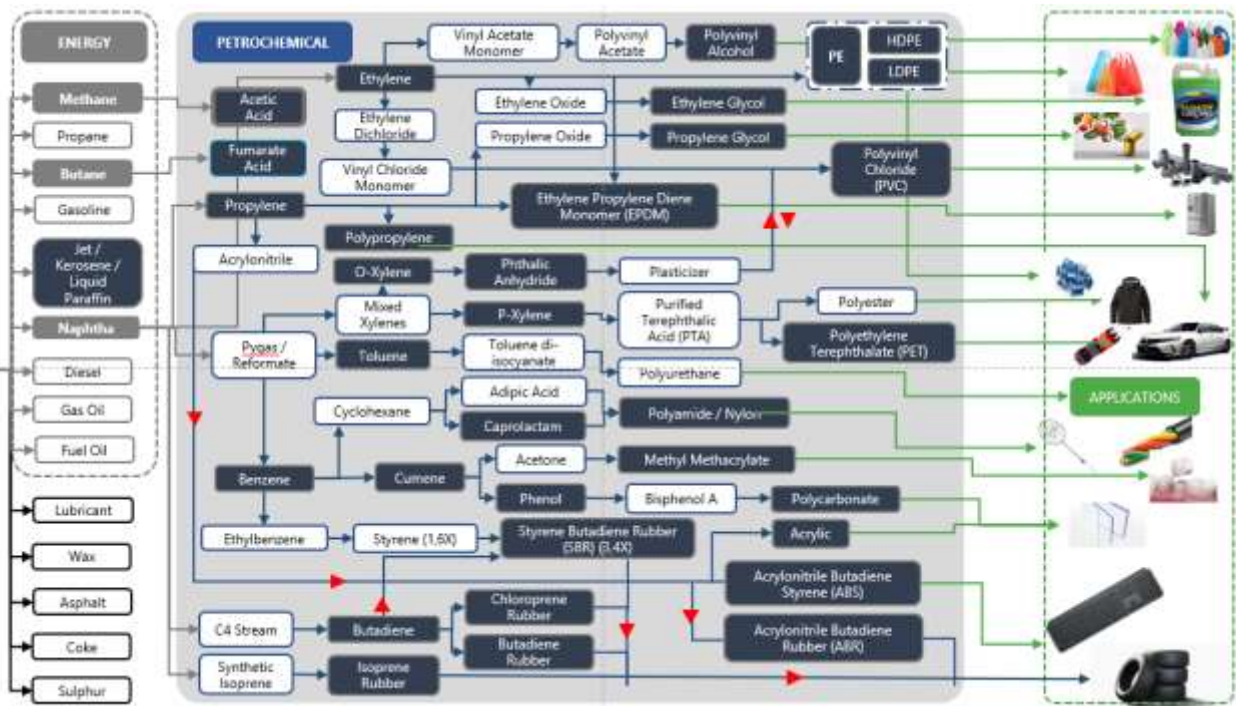 ENERGY
Methane
Propane
Butane
Gasoline
Jet /
Kerosene /
Liquid
Paraffin
Naphtha
Diesel
Gas Oil
Fuel Oil
Lubricant
Wax
Asphalt
Coke
Sulphur
PETROCHEMICAL
Vinyl Acetate
Monomer
Polyvinyl
Acetate
Polyvinyl
Alcohol
PE
HDPE
LDPE
Ethylene
Acetic
Acid
Ethylene Oxide
Ethylene Glycol
Ethylene
Dichloride
Propylene Oxide
Propylene Glycol
Fumarate
Acid
Vinyl Chloride
Monomer
Polyvinyl
Chloride
(PVC)
Propylene
Ethylene Propylene Diene
Monomer (EPDM)
Polypropylene
Acrylonitrile
O-Xylene
Phthalic
Anhydride
Plasticizer
Mixed
Xylenes
P-Xylene
Purified
Terephthalic
Acid (PTA)
Polyester
Polyethylene
Terephthalate (PET)
Pygas /
Reformate
Toluene
Toluene di-
isocyanate
Polyurethane
Cyclohexane
Adipic Acid
Caprolactam
Polyamide / Nylon
APPLICATIONS
Benzene
Cumene
Acetone
Methyl Methacrylate
Phenol
Bisphenol A
Polycarbonate
Ethylbenzene
Styrene (1,6X)
Styrene Butadiene Rubber
(SBR) (3.4X)
Acrylic
Acrylonitrile Butadiene
Styrene (ABS)
C4 Stream
Butadiene
Chloroprene
Rubber
Butadiene
Rubber
Acrylonitrile Butadiene
Rubber (ABR)
Synthetic
Isoprene
Isoprene
Rubber